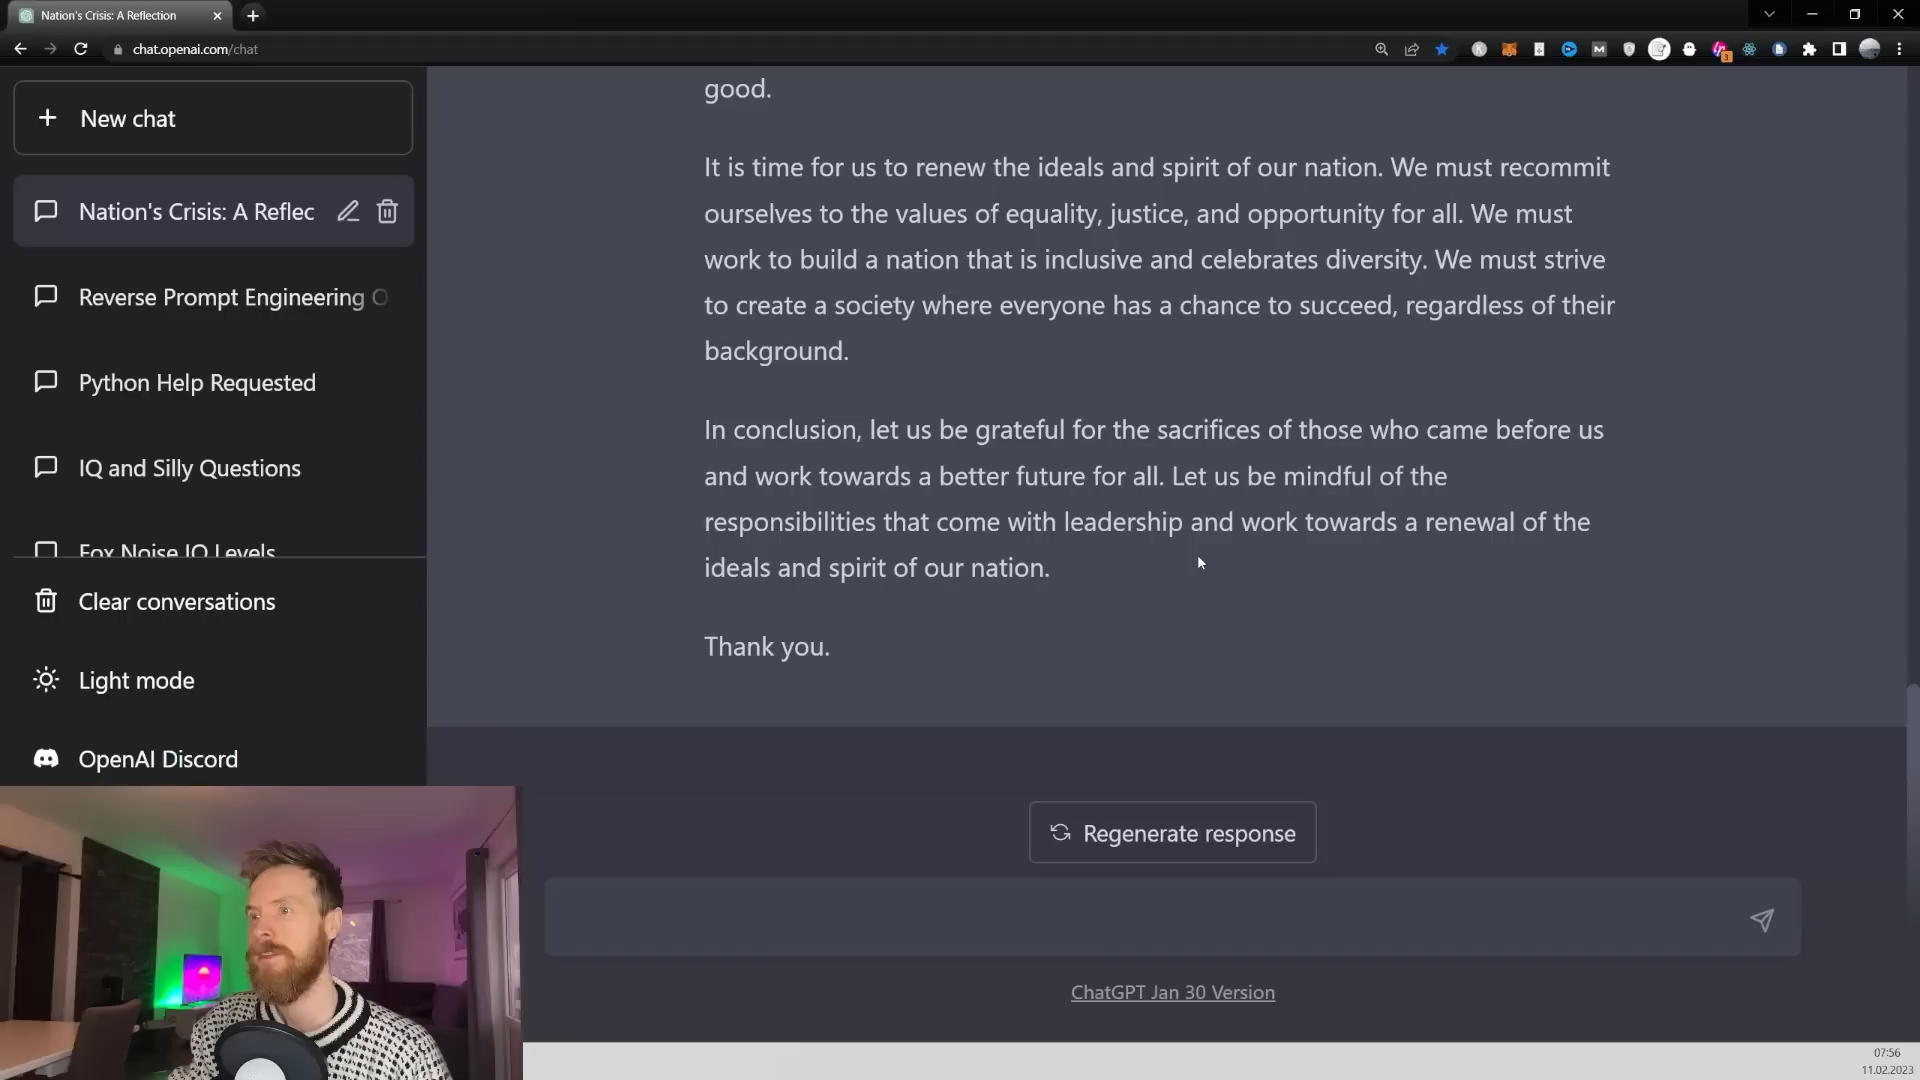 Nation's Crisis: A Reflection
chat.openai.com/chat
New chat
Nation's Crisis: A Reflec
Reverse Prompt Engineering
Python Help Requested
IQ and Silly Questions
Fox Noise IQ Levels
Clear conversations
Light mode
OpenAI Discord
good.
It is time for us to renew the ideals and spirit of our nation. We must recommit
ourselves to the values of equality, justice, and opportunity for all. We must
work to build a nation that is inclusive and celebrates diversity. We must strive
to create a society where everyone has a chance to succeed, regardless of their
background.
In conclusion, let us be grateful for the sacrifices of those who came before us
and work towards a better future for all. Let us be mindful of the
responsibilities that come with leadership and work towards a renewal of the
ideals and spirit of our nation.
Thank you.
Regenerate response
ChatGPT Jan 30 Version
07:56
11.02.2023